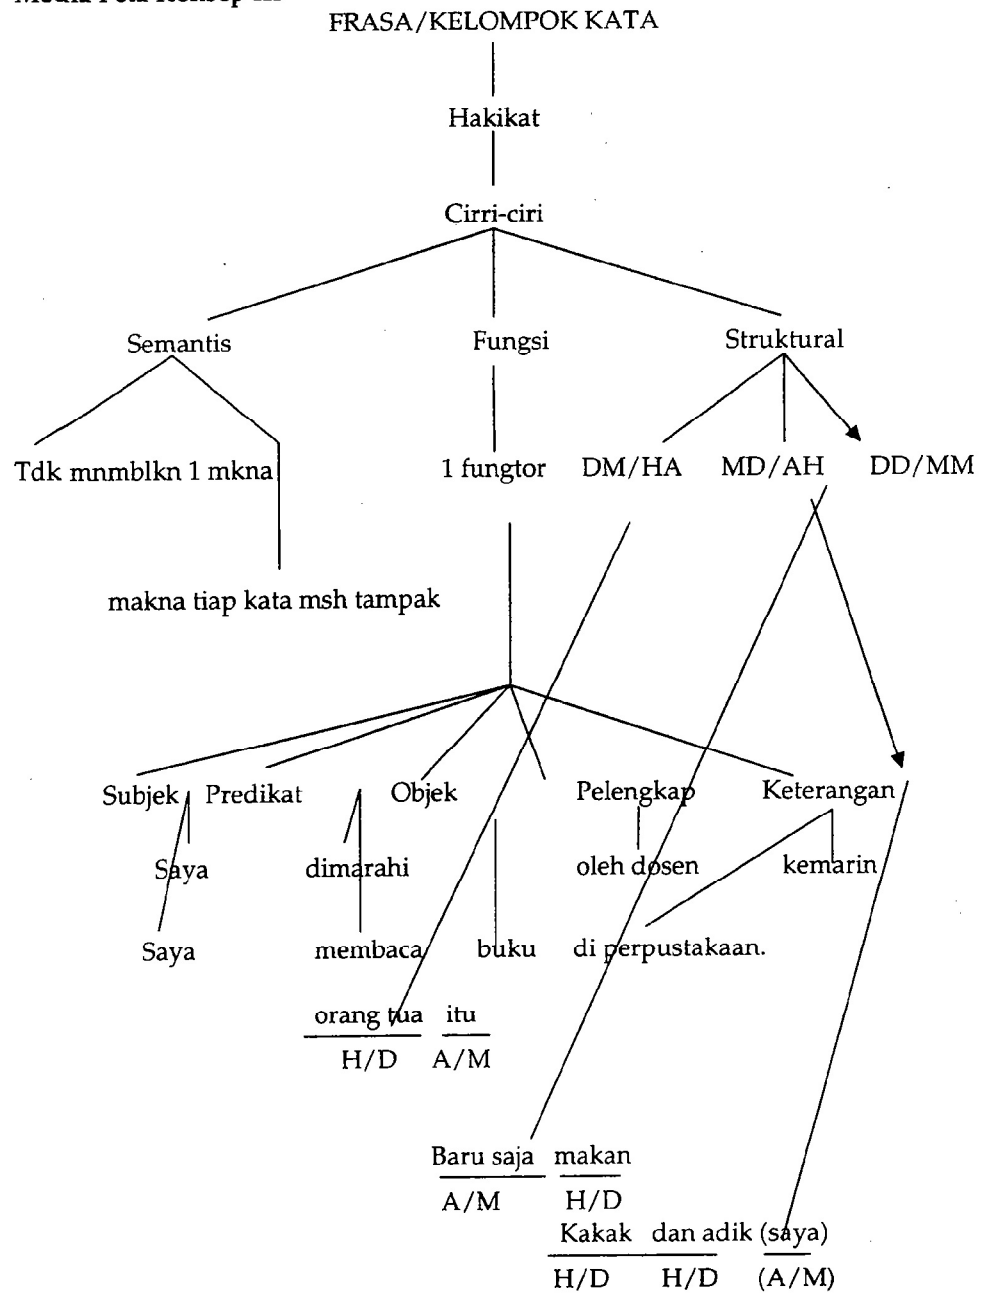 FRASA/KELOMPOK KATA
Hakikat
Cirri-ciri
Semantis Fungsi Struktural
Tdk mnmblkn 1 mkna 1 fungtor DM/HA MD/AH DD/MM
makna tiap kata msh tampak
Subjek Predikat Objek Pelengkap Keterangan
Saya dimarahi oleh dosen kemarin
Saya membaca buku di perpustakaan.
orang tua itu
H/D A/M
Baru saja makan
A/M H/D
Kakak dan adik (saya)
H/D H/D (A/M)